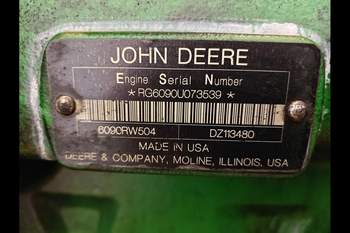 JOHN DEERE
Engine Serial Number
*RG6090U073539*
6090RW504 DZ113480
MADE IN USA
DEERE & COMPANY, MOLINE, ILLINOIS, USA